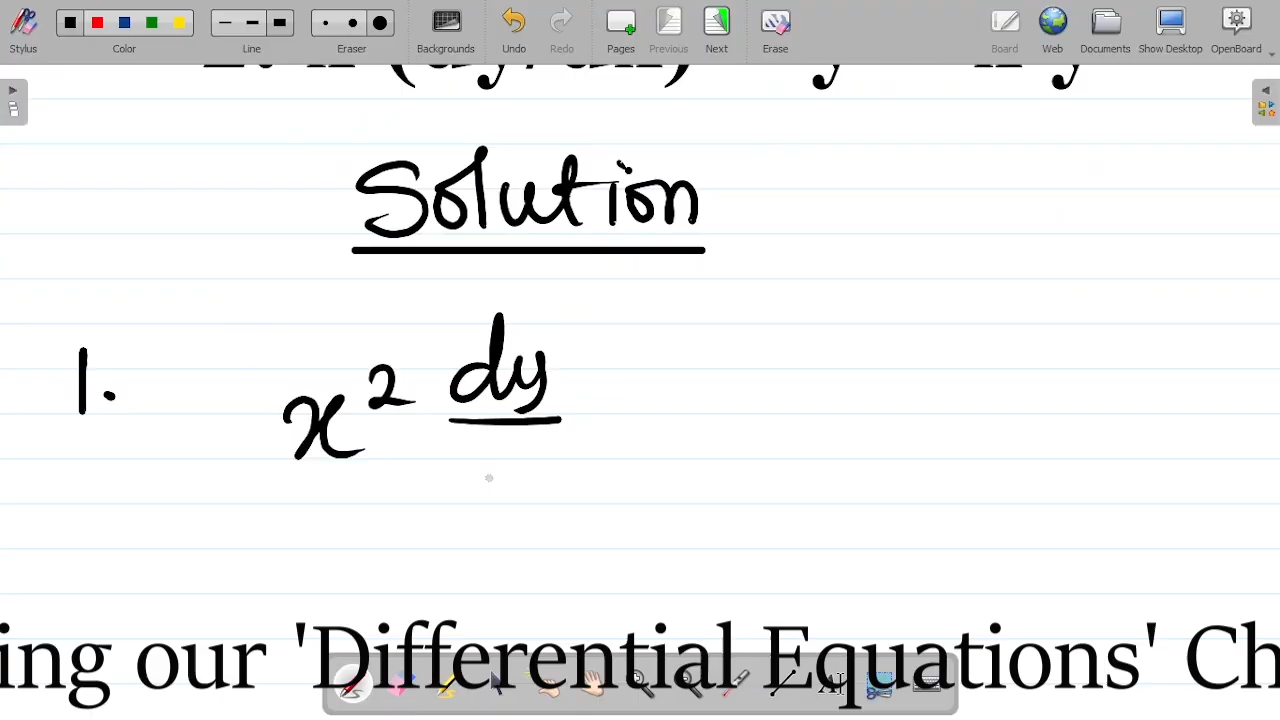 Stylus Color Line Eraser Backgrounds Undo Redo Pages Previous Next Erase Board Web Documents Show Desktop OpenBoard
Solution
1. x² dy
ing our 'Differential Equations' Ch